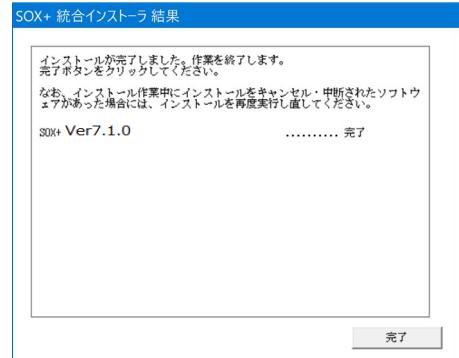 SOX+ 統合インストーラ 結果
インストールが完了しました。作業を終了します。
完了ボタンをクリックしてください。
なお、インストール作業中にインストールをキャンセル・中断されたソフトウ
ェアがあった場合には、インストールを再度実行し直してください。
SOX+ Ver7.1.0 .......... 完了
完了